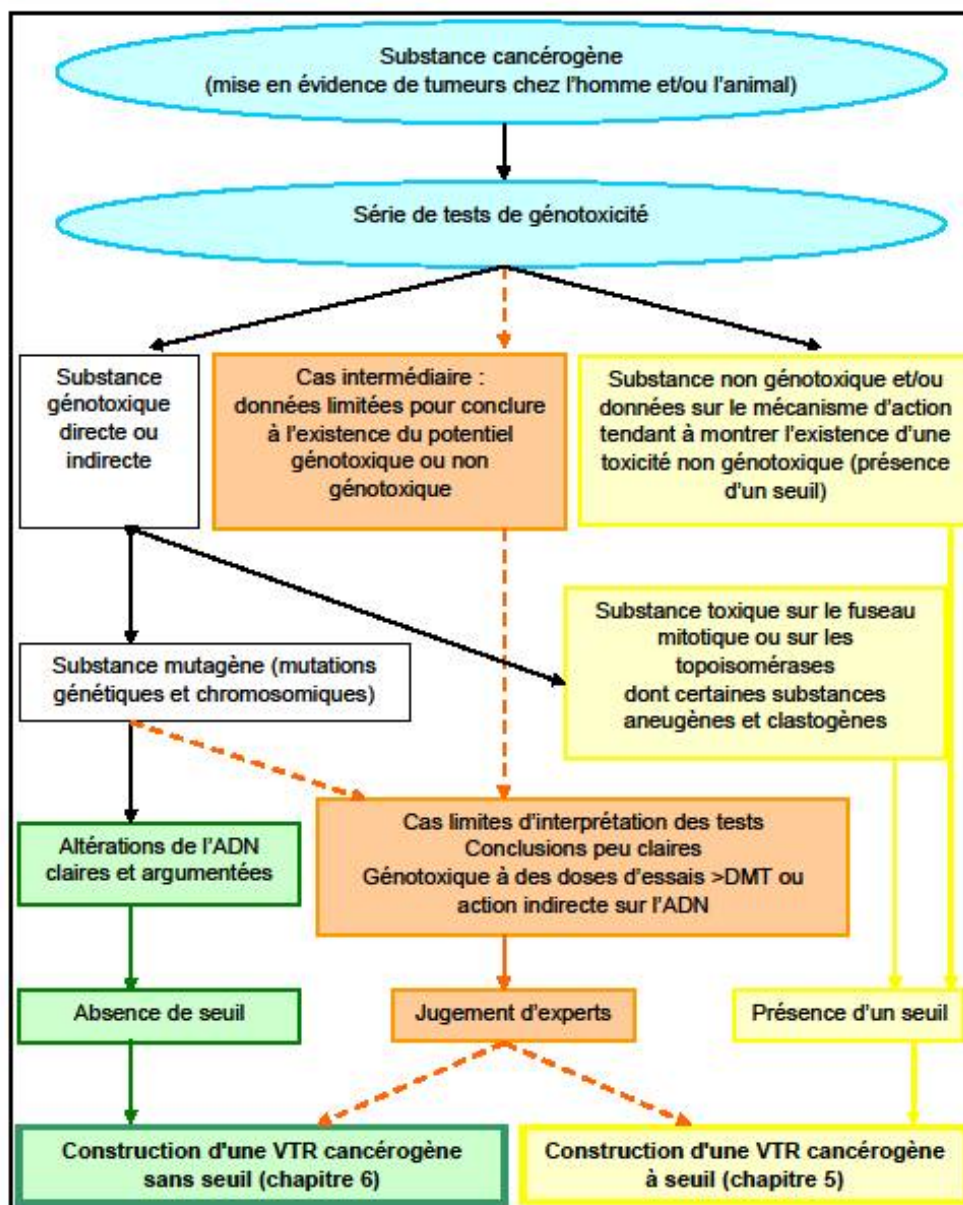 Substance cancérogène
(mise en évidence de tumeurs chez l'homme et/ou l'animal)
Série de tests de génotoxicité
Substance
génotoxique
directe ou
indirecte
Cas intermédiaire :
données limitées pour conclure
à l'existence du potentiel
génotoxique ou non
génotoxique
Substance non génotoxique et/ou
données sur le mécanisme d'action
tendant à montrer l'existence d'une
toxicité non génotoxique (présence
d'un seuil)
Substance mutagène (mutations
génétiques et chromosomiques)
Substance toxique sur le fuseau
mitotique ou sur les
topoisomérases
dont certaines substances
aneugènes et clastogènes
Altérations de l'ADN
claires et argumentées
Cas limites d'interprétation des tests
Conclusions peu claires
Génotoxique à des doses d'essais >DMT ou
action indirecte sur l'ADN
Absence de seuil
Jugement d'experts
Présence d'un seuil
Construction d'une VTR cancérogène
sans seuil (chapitre 6)
Construction d'une VTR cancérogène
à seuil (chapitre 5)